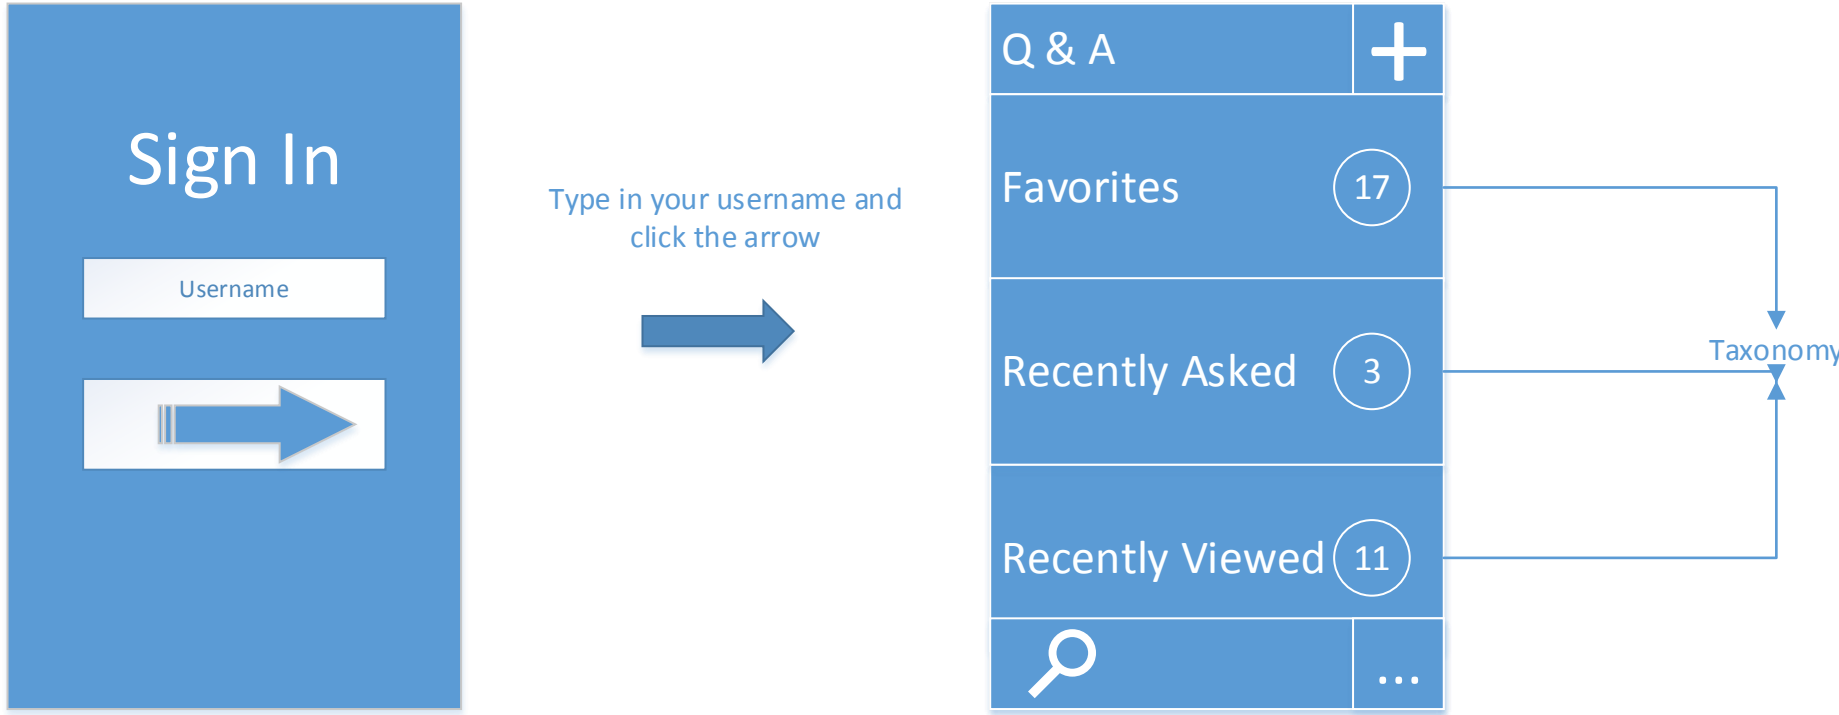 Sign In
Username
Type in your username and
click the arrow
Q & A
Favorites
17
Recently Asked
3
Recently Viewed
11
...
Taxonomy